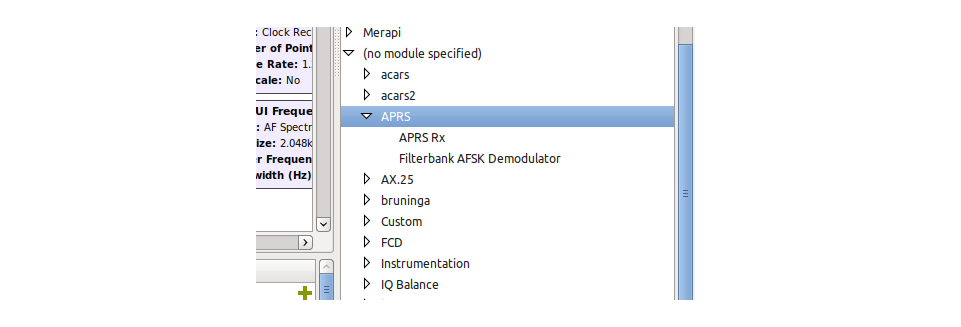 : Clock Rec
er of Point
e Rate: 1.
cale: No
UI Freque
: AF Spectr
ize: 2.048k
er Frequen
width (Hz)
Merapi
(no module specified)
acars
acars2
APRS
APRS Rx
Filterbank AFSK Demodulator
AX.25
bruninga
Custom
FCD
Instrumentation
IQ Balance